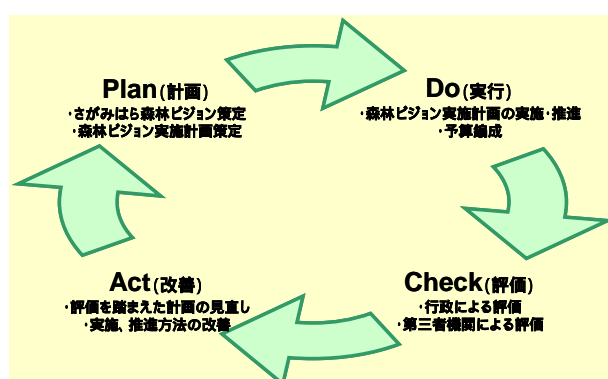 Plan(計画)
・さがみはら森林ビジョン策定
・森林ビジョン実施計画策定
Do(実行)
・森林ビジョン実施計画の実施・推進
・予算編成
Act(改善)
・評価を踏まえた計画の見直し
・実施、推進方法の改善
Check(評価)
・行政による評価
・第三者機関による評価